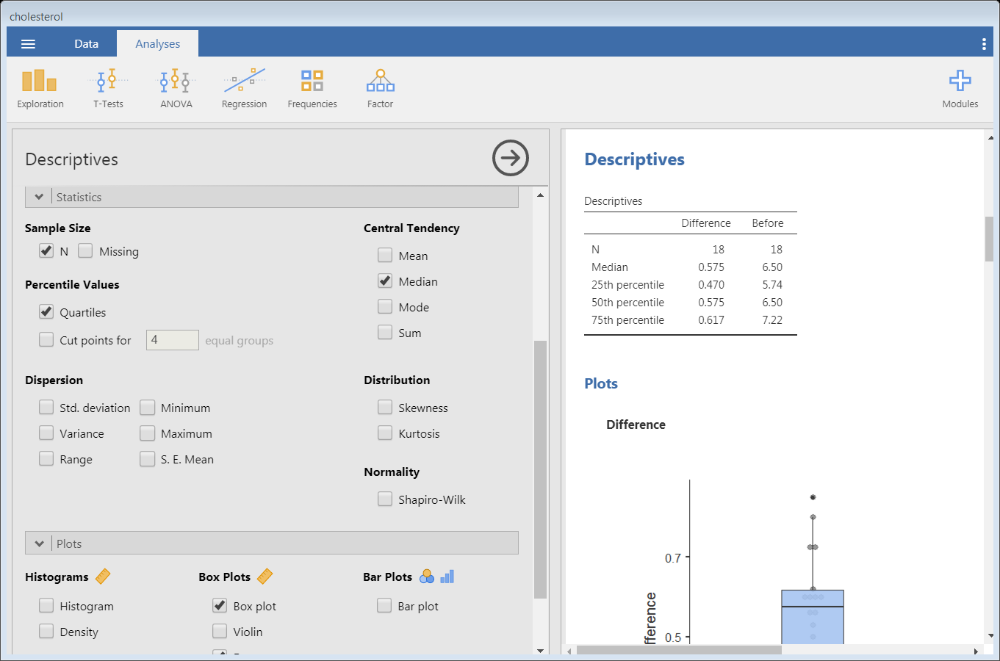 cholesterol
Data Analyses
Exploration T-Tests ANOVA Regression Frequencies Factor Modules
Descriptives
Statistics
Sample Size
N Missing
Percentile Values
Quartiles
Cut points for 4 equal groups
Central Tendency
Mean
Median
Mode
Sum
Dispersion
Std. deviation Minimum
Variance Maximum
Range S. E. Mean
Distribution
Skewness
Kurtosis
Normality
Shapiro-Wilk
Plots
Histograms
Histogram
Density
Box Plots
Box plot
Violin
Bar Plots
Bar plot
Descriptives
Descriptives
Difference Before
N 18 18
Median 0.575 6.50
25th percentile 0.470 5.74
50th percentile 0.575 6.50
75th percentile 0.617 7.22
Plots
Difference
0.7
0.5
fference